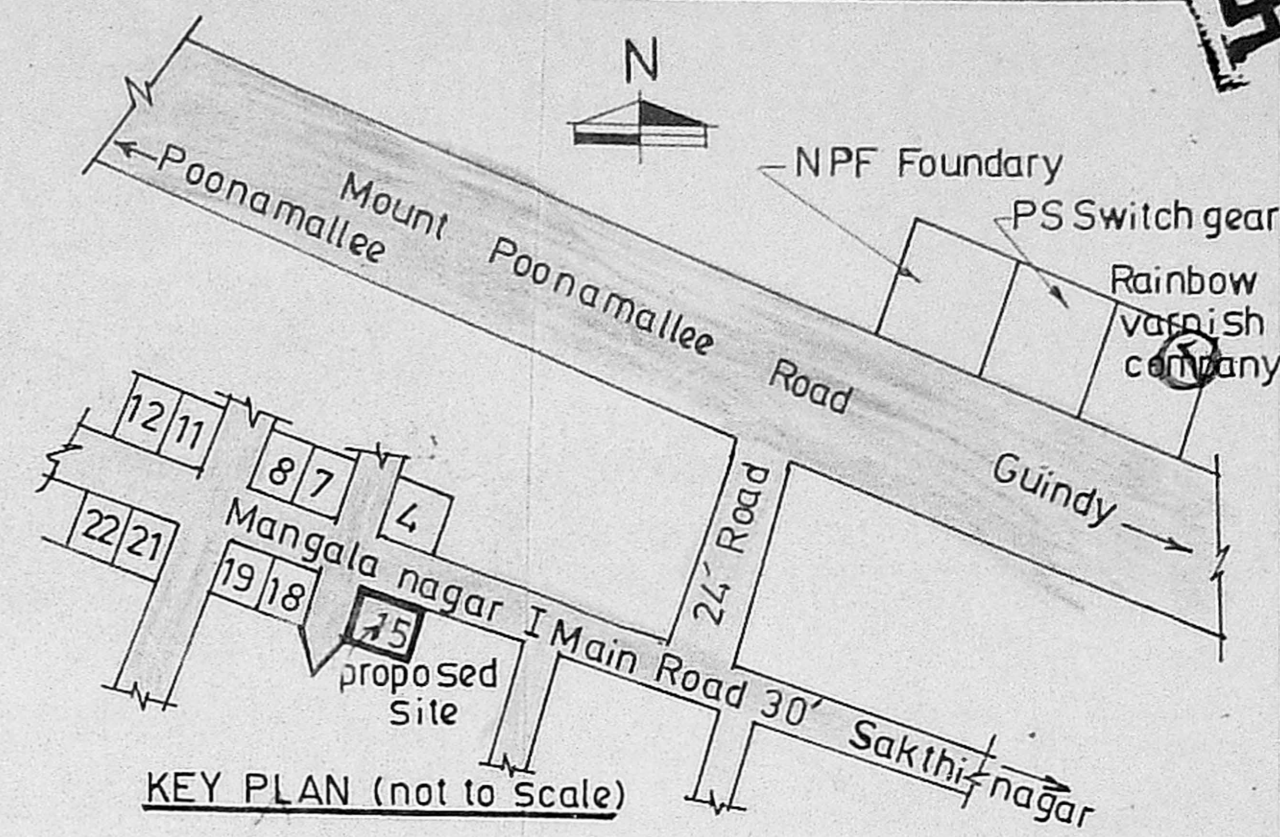 N
NPF Foundary
PS Switch gear
Rainbow
varnish
company
Poonamallee
Mount Poonamallee Road
Guindy
24' Road
12 11
8 7
4
22 21
19 18
15
Mangala nagar I Main Road 30' Sakthi nagar
proposed
Site
KEY PLAN (not to Scale)